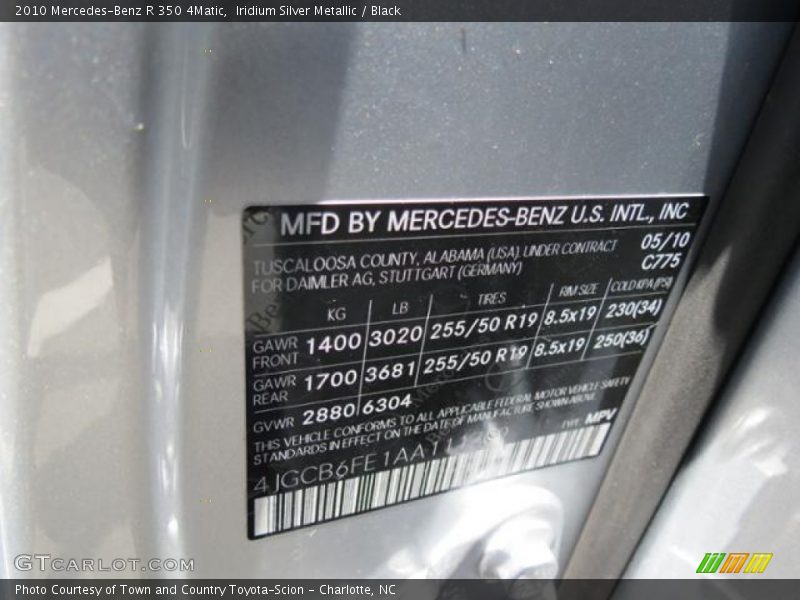 2010 Mercedes-Benz R 350 4Matic, Iridium Silver Metallic / Black
MFD BY MERCEDES-BENZ U.S. INTL., INC
TUSCALOOSA COUNTY, ALABAMA (USA) UNDER CONTRACT 05/10
FOR DAIMLER AG, STUTTGART (GERMANY) C775
KG LB TIRES RIM SIZE COLD KPA(PSI)
GAWR FRONT 1400 3020 255/50 R19 8.5x19 230(34)
GAWR REAR 1700 3681 255/50 R19 8.5x19 250(36)
GVWR 2880 6304
THIS VEHICLE CONFORMS TO ALL APPLICABLE FEDERAL MOTOR VEHICLE SAFETY
STANDARDS IN EFFECT ON THE DATE OF MANUFACTURE SHOWN ABOVE.
TYPE MPV
GTCARLOT.COM
Photo Courtesy of Town and Country Toyota-Scion - Charlotte, NC